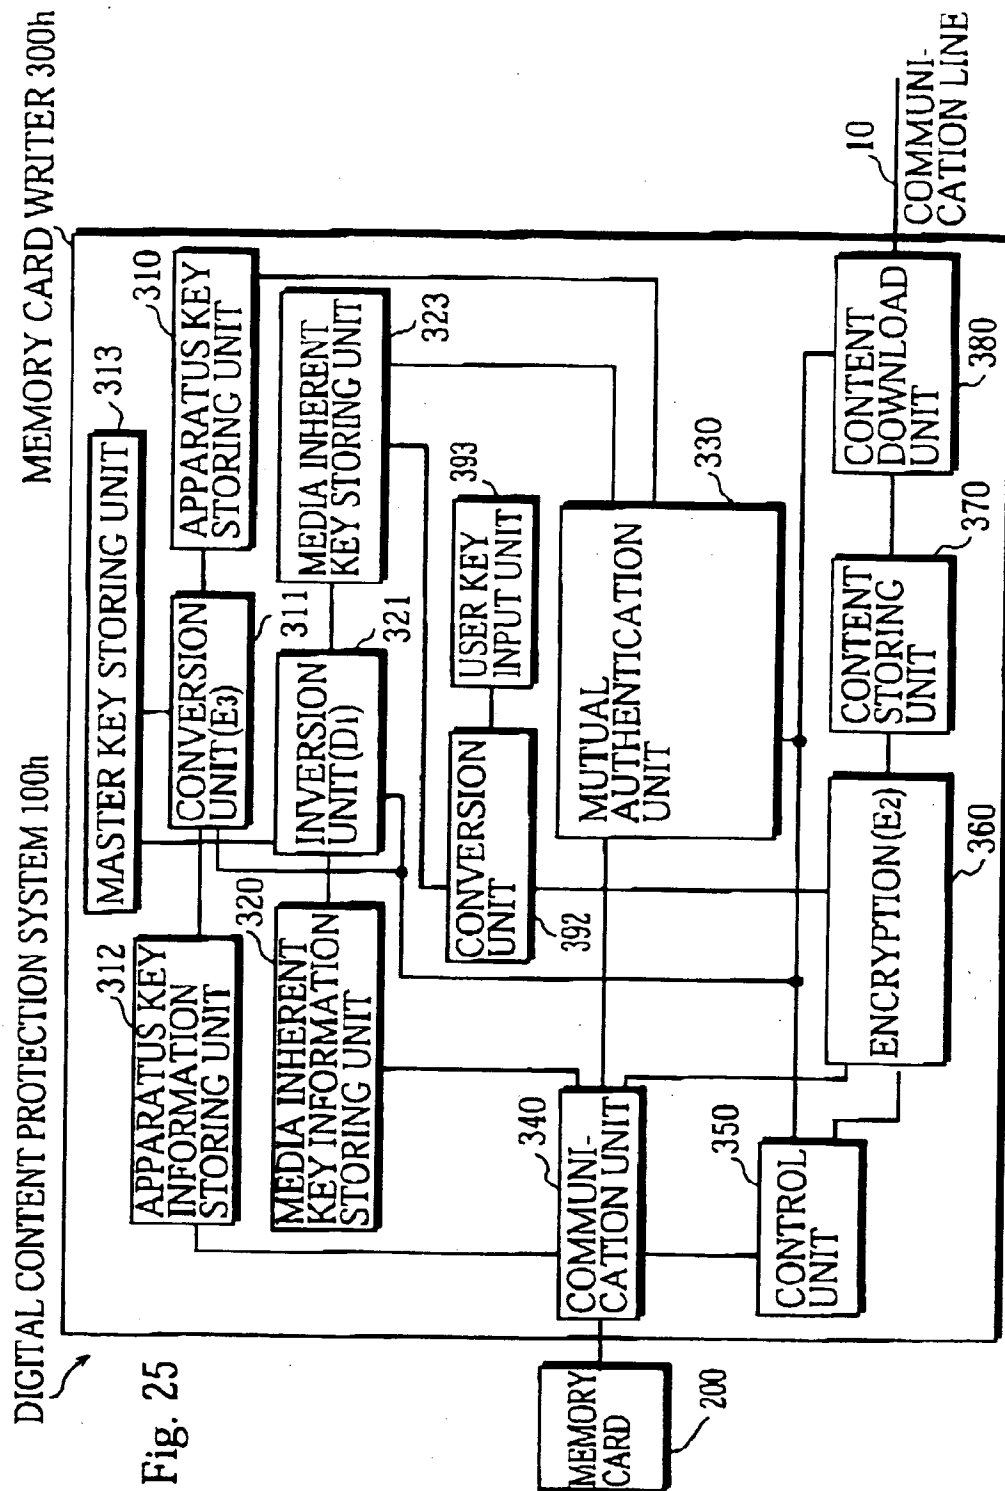 Fig. 25
DIGITAL CONTENT PROTECTION SYSTEM 100h
MEMORY CARD WRITER 300h
MASTER KEY STORING UNIT
313
312
APPARATUS KEY
INFORMATION
STORING UNIT
CONVERSION
UNIT(E3)
311
APPARATUS KEY
STORING UNIT
310
320
MEDIA INHERENT
KEY INFORMATION
STORING UNIT
INVERSION
UNIT(D1)
321
MEDIA INHERENT
KEY STORING UNIT
323
CONVERSION
UNIT
392
USER KEY
INPUT UNIT
393
MEMORY
CARD
200
COMMUNI-
CATION UNIT
340
MUTUAL
AUTHENTICATION
UNIT
330
CONTROL
UNIT
350
ENCRYPTION(E2)
360
CONTENT
STORING
UNIT
370
CONTENT
DOWNLOAD
UNIT
380
10
COMMUNI-
CATION LINE